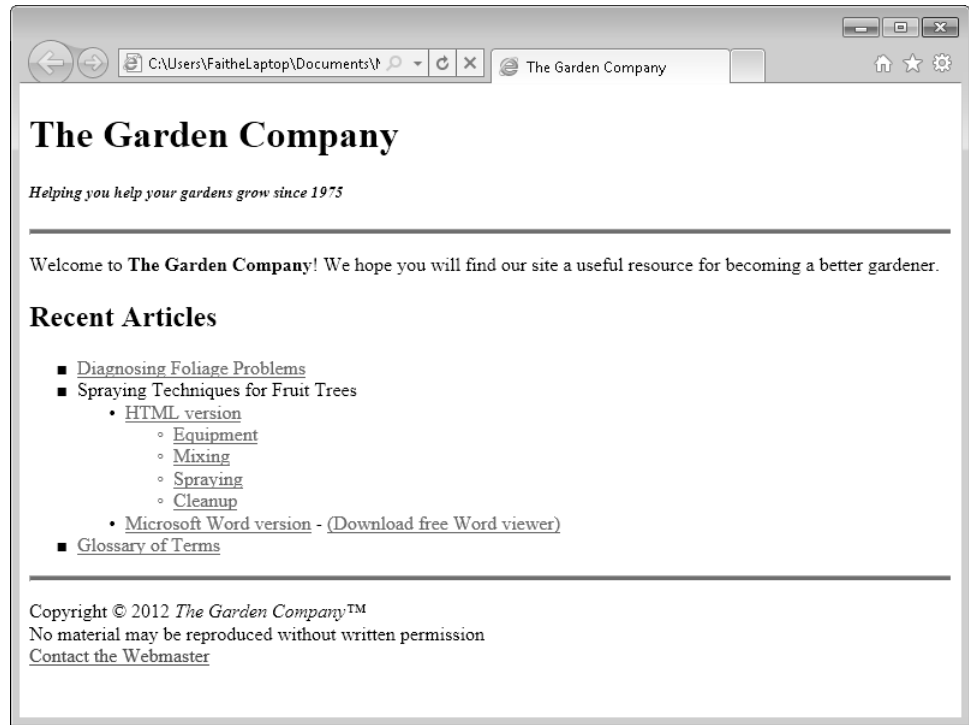 C:\Users\FaitheLaptop\Documents\
The Garden Company
The Garden Company
Helping you help your gardens grow since 1975
Welcome to The Garden Company! We hope you will find our site a useful resource for becoming a better gardener.
Recent Articles
■ Diagnosing Foliage Problems
■ Spraying Techniques for Fruit Trees
• HTML version
◦ Equipment
◦ Mixing
◦ Spraying
◦ Cleanup
• Microsoft Word version - (Download free Word viewer)
■ Glossary of Terms
Copyright © 2012 The Garden Company™
No material may be reproduced without written permission
Contact the Webmaster